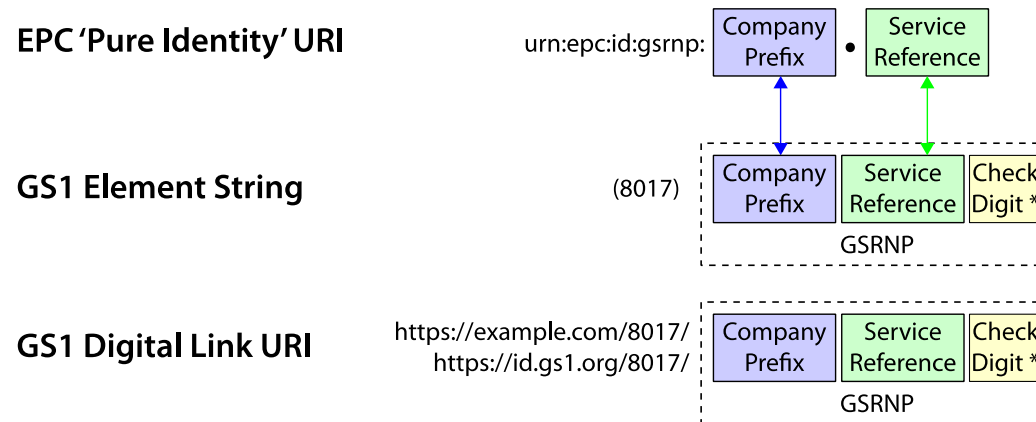 EPC ‘Pure Identity’ URI
urn:epc:id:gsrnp:
Company
Prefix
•
Service
Reference
GS1 Element String
(8017)
Company
Prefix
Service
Reference
Check
Digit *
GSRNP
GS1 Digital Link URI
https://example.com/8017/
https://id.gs1.org/8017/
Company
Prefix
Service
Reference
Check
Digit *
GSRNP